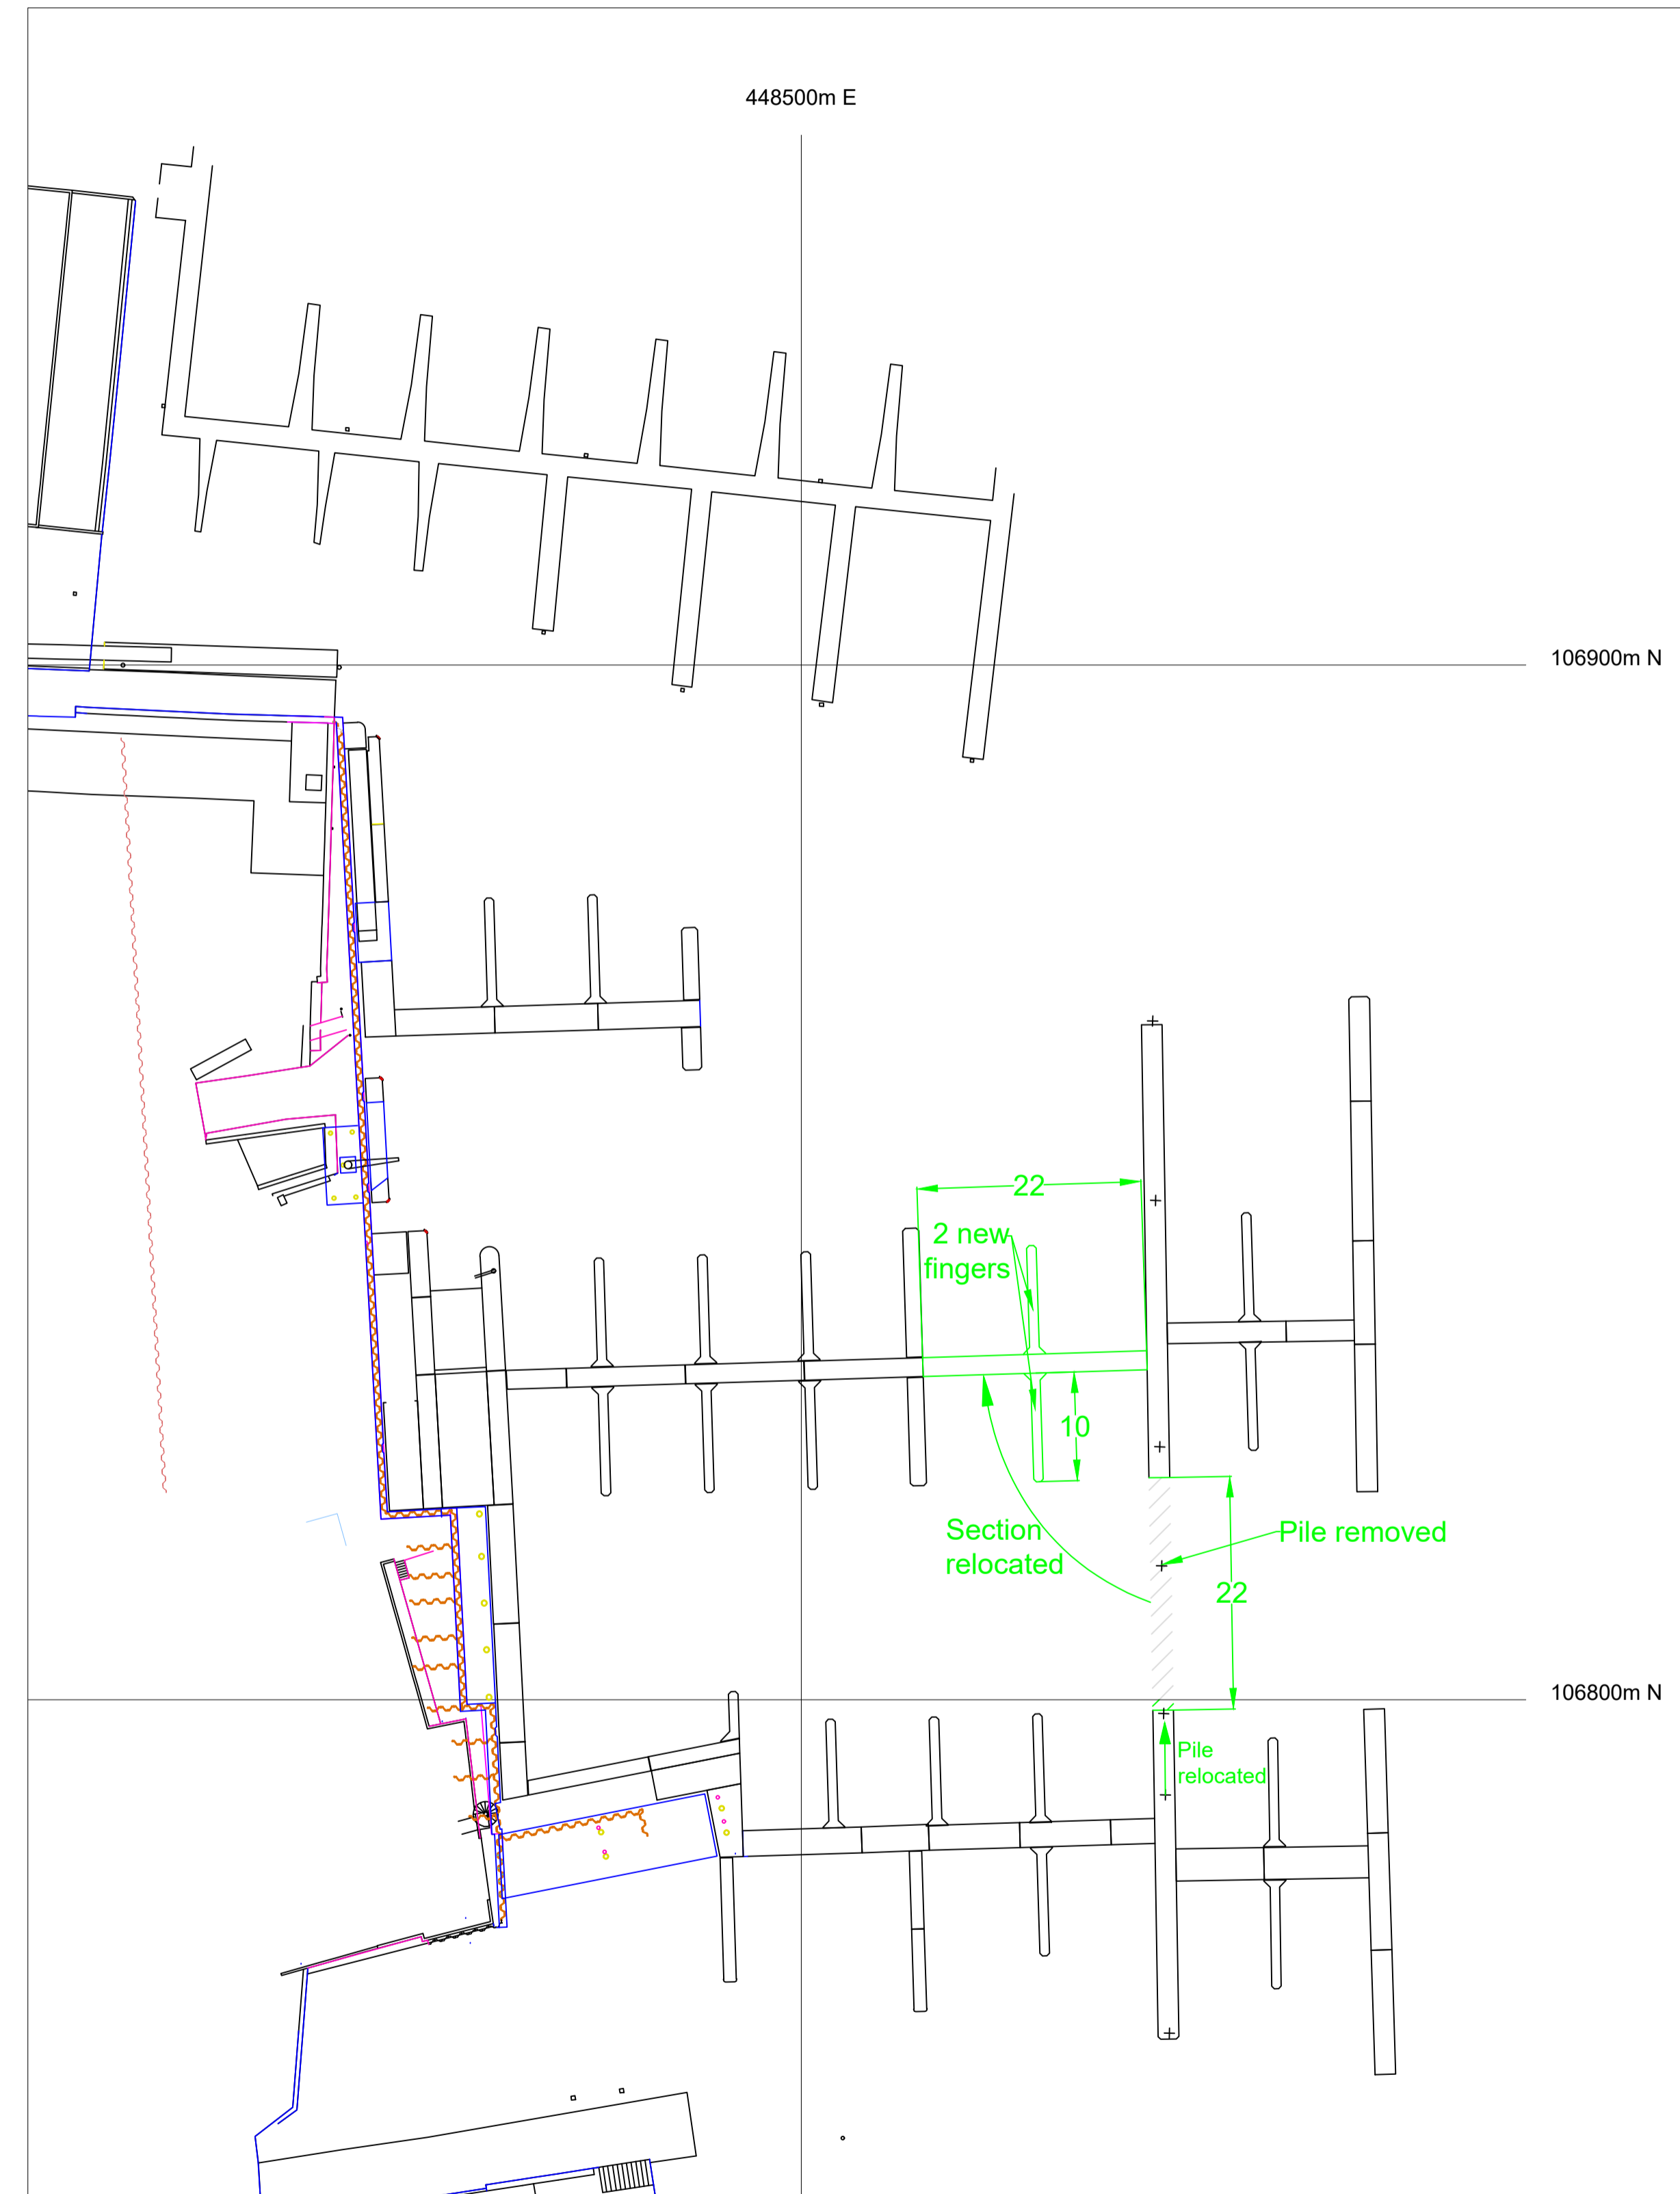 448500m E
106900m N
22
2 new
fingers
10
Section
relocated
Pile removed
22
106800m N
Pile
relocated